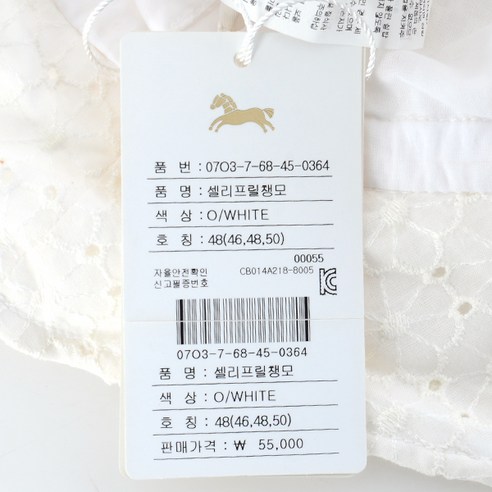 품 번 : 07O3-7-68-45-0364
품 명 : 셀리프릴챙모
색 상 : O/WHITE
호 칭 : 48(46,48,50)
00055
자율안전확인 CB014A218-8005
신고필증번호
07O3-7-68-45-0364
품 명 : 셀리프릴챙모
색 상 : O/WHITE
호 칭 : 48(46,48,50)
판매가격 : ₩ 55,000